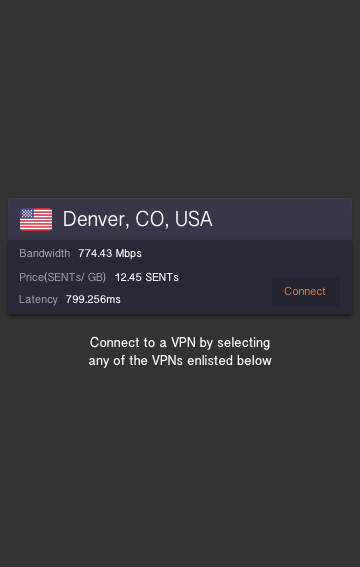 Denver, CO, USA
Bandwidth 774.43 Mbps
Price(SENTs/ GB) 12.45 SENTs
Latency 799.256ms
Connect
Connect to a VPN by selecting
any of the VPNs enlisted below